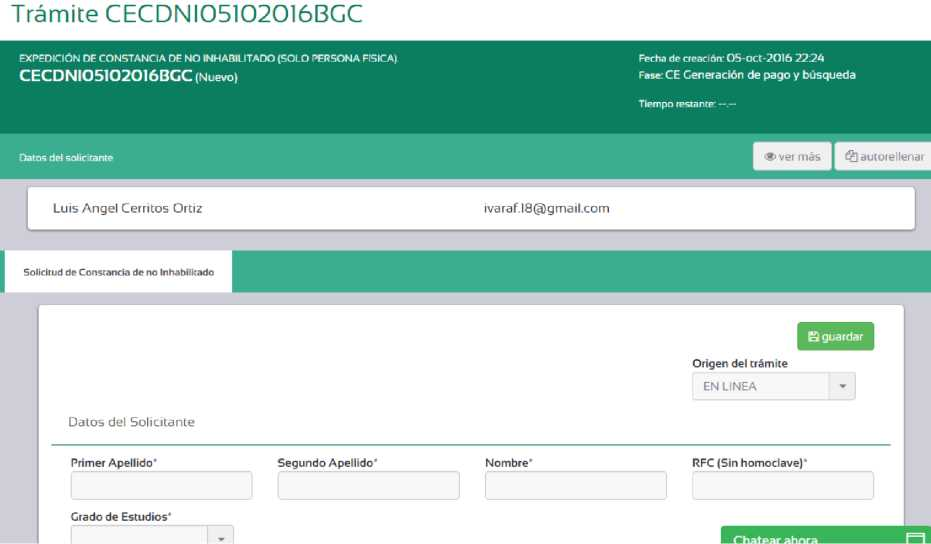 Trámite CECDNI05102016BGC
EXPEDICIÓN DE CONSTANCIA DE NO INHABILITADO (SOLO PERSONA FISICA).
CECDNI05102016BGC (Nuevo)
Fecha de creación: 05-oct-2016 22:24
Fase: CE Generación de pago y búsqueda
Tiempo restante: --.--
Datos del solicitante
ver más
autorellenar
Luis Angel Cerritos Ortiz
ivaraf.18@gmail.com
Solicitud de Constancia de no Inhabilitado
guardar
Origen del trámite
EN LINEA
Datos del Solicitante
Primer Apellido*
Segundo Apellido*
Nombre*
RFC (Sin homoclave)*
Grado de Estudios*
Chatear ahora